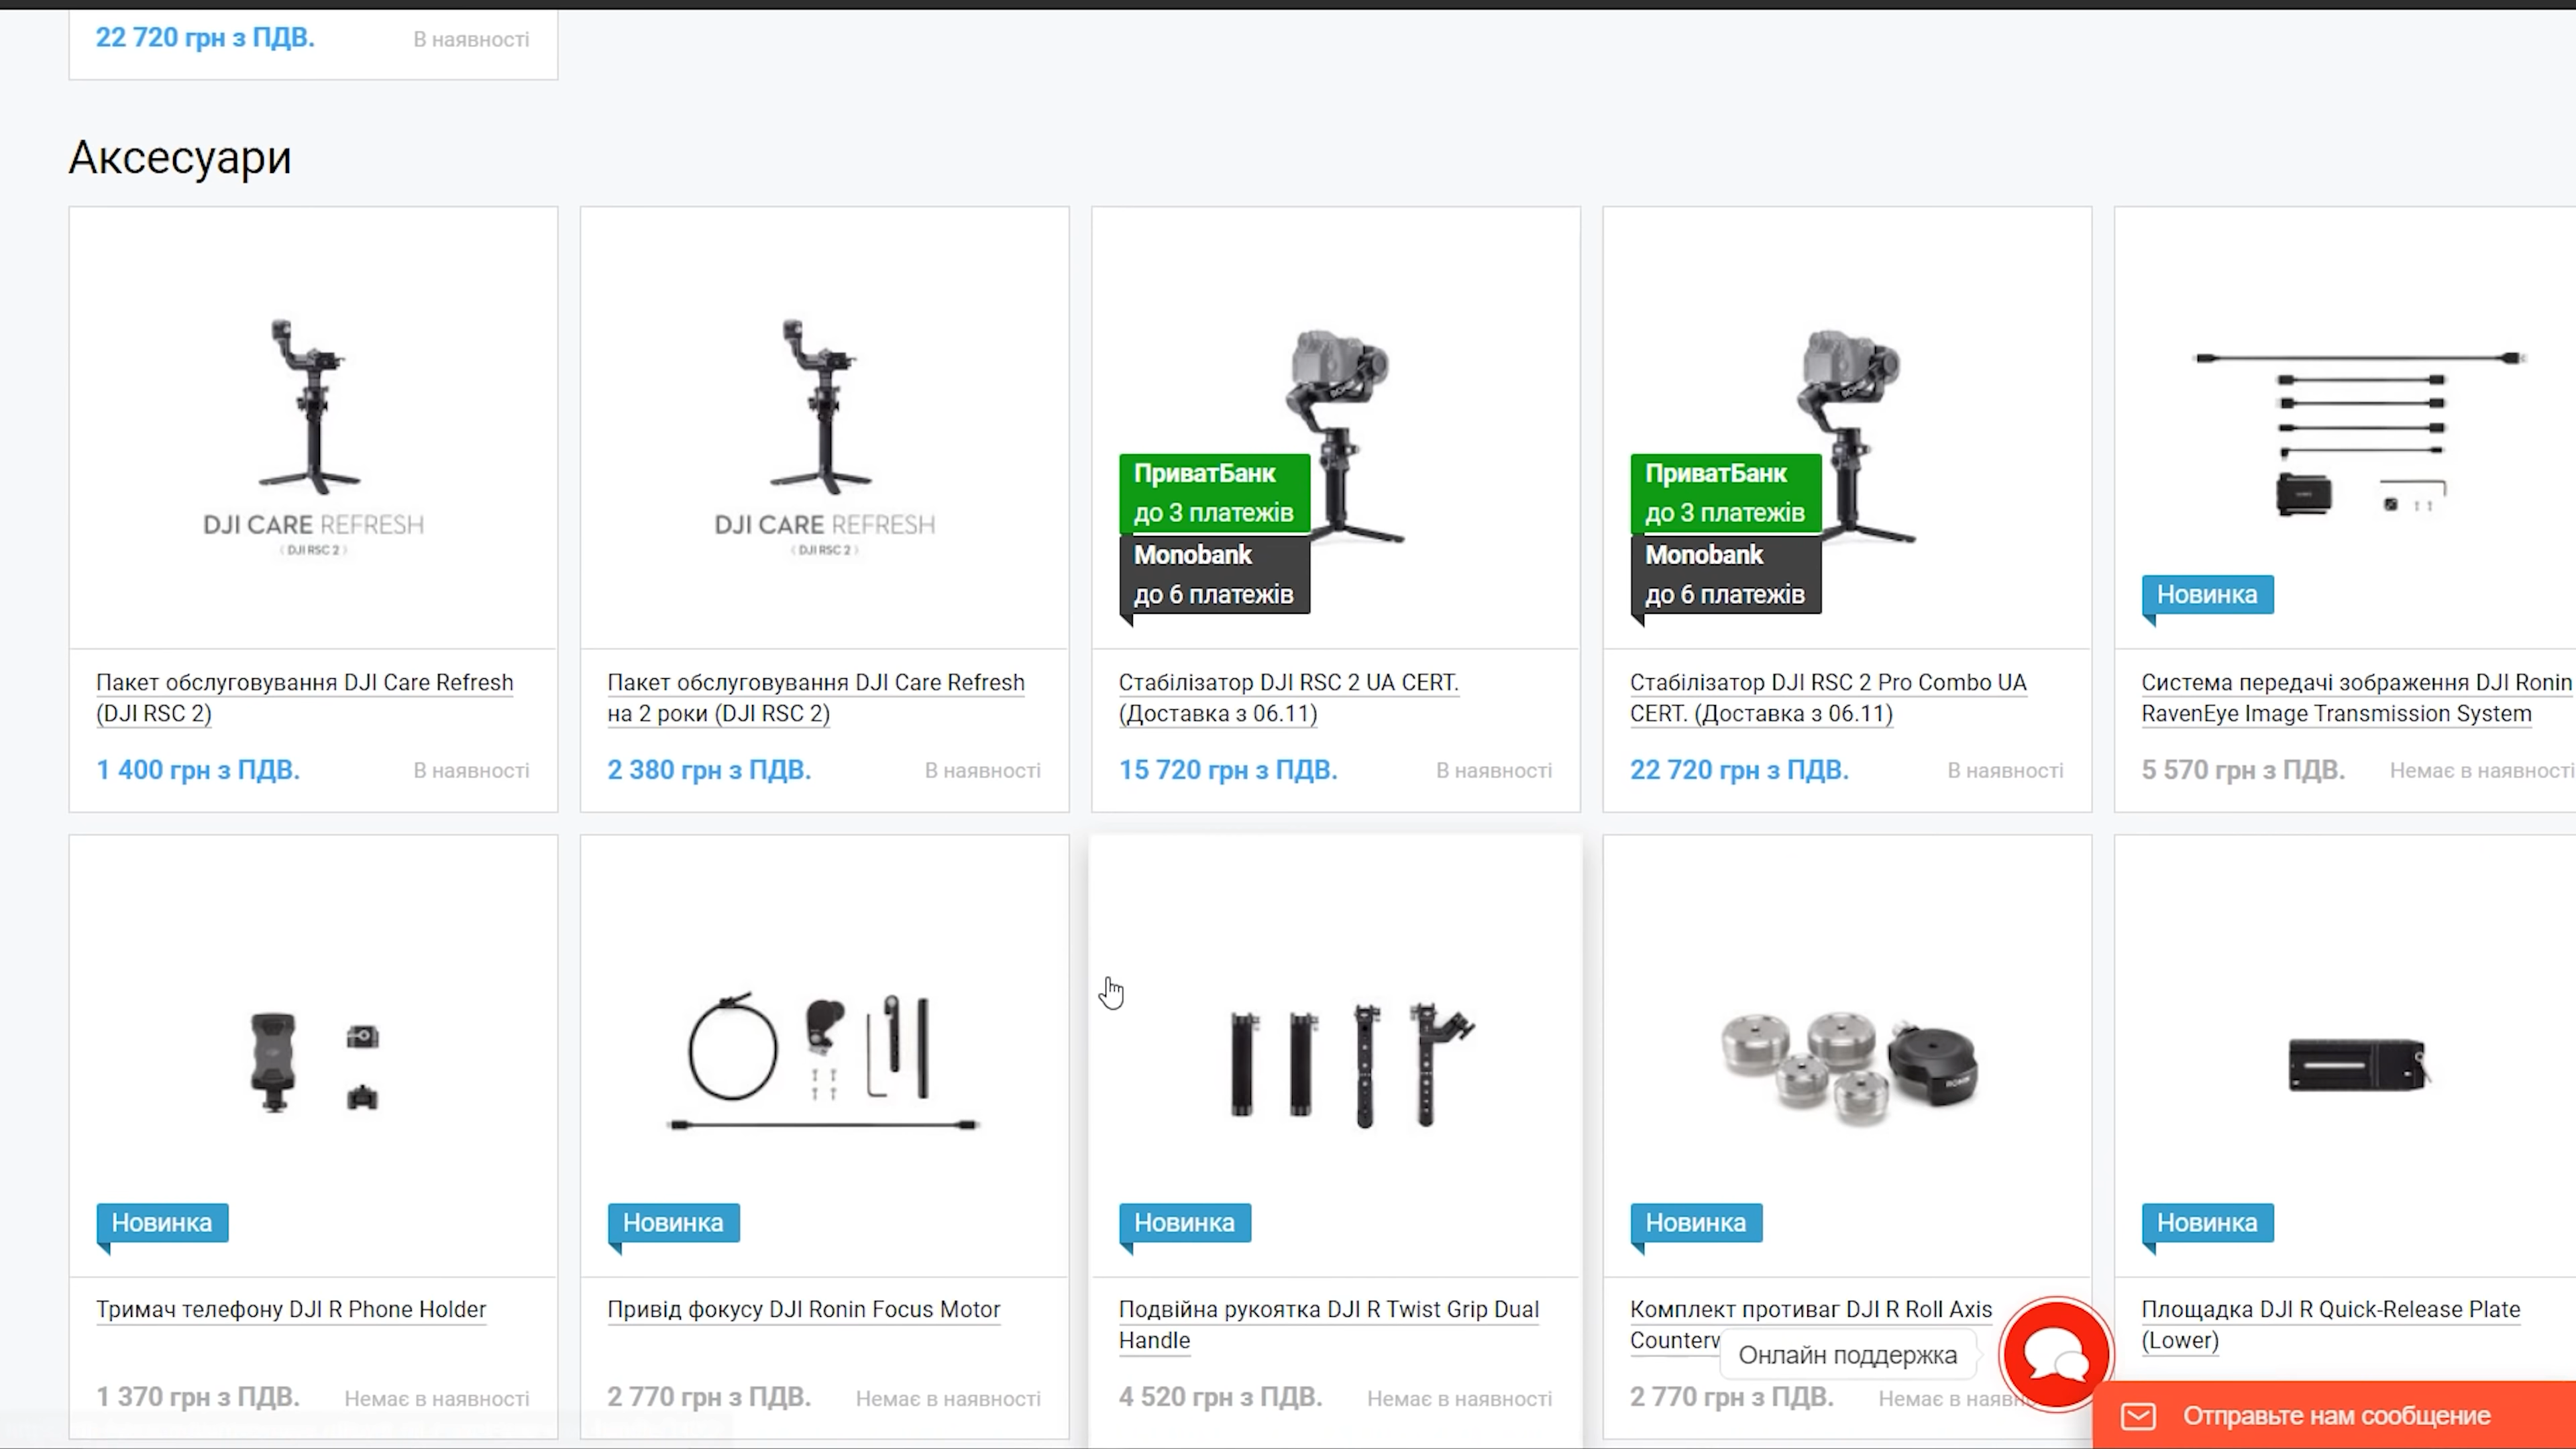 22 720 грн з ПДВ.
В наявності
Аксесуари
DJI CARE REFRESH
(DJI RSC 2)
Пакет обслуговування DJI Care Refresh
(DJI RSC 2)
1 400 грн з ПДВ.
В наявності
DJI CARE REFRESH
(DJI RSC 2)
Пакет обслуговування DJI Care Refresh
на 2 роки (DJI RSC 2)
2 380 грн з ПДВ.
В наявності
ПриватБанк
до 3 платежів
Monobank
до 6 платежів
Стабілізатор DJI RSC 2 UA CERT.
(Доставка з 06.11)
15 720 грн з ПДВ.
В наявності
ПриватБанк
до 3 платежів
Monobank
до 6 платежів
Стабілізатор DJI RSC 2 Pro Combo UA
CERT. (Доставка з 06.11)
22 720 грн з ПДВ.
В наявності
Новинка
Система передачі зображення DJI Ronin
RavenEye Image Transmission System
5 570 грн з ПДВ.
Немає в наявності
Новинка
Тримач телефону DJI R Phone Holder
1 370 грн з ПДВ.
Немає в наявності
Новинка
Привід фокусу DJI Ronin Focus Motor
2 770 грн з ПДВ.
Немає в наявності
Новинка
Подвійна рукоятка DJI R Twist Grip Dual
Handle
4 520 грн з ПДВ.
Немає в наявності
Новинка
Комплект противаг DJI R Roll Axis
2 770 грн з ПДВ.
Немає в
Новинка
Площадка DJI R Quick-Release Plate
(Lower)
Онлайн поддержка
Отправьте нам сообщение